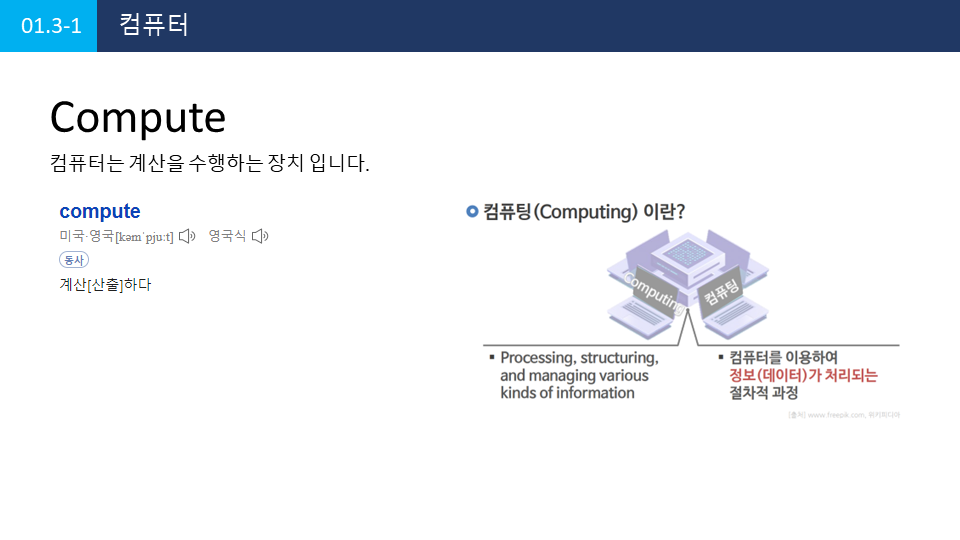 01.3-1 컴퓨터
Compute
컴퓨터는 계산을 수행하는 장치 입니다.
compute
미국·영국[kəmˈpjuːt] 영국식
동사
계산[산출]하다
컴퓨팅(Computing) 이란?
computing
컴퓨팅
▪ Processing, structuring,
and managing various
kinds of information
▪ 컴퓨터를 이용하여
정보(데이터)가 처리되는
절차적 과정
[출처] www.freepik.com, 위키피디아